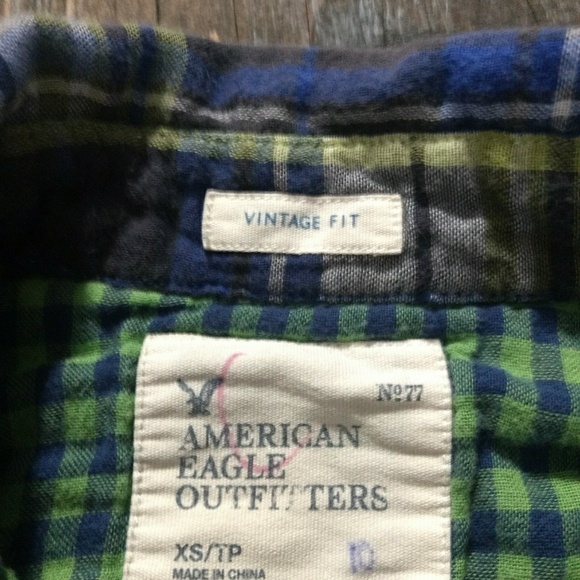 VINTAGE FIT
Nº77
AMERICAN
EAGLE
OUTFITTERS
XS/TP 10
MADE IN CHINA